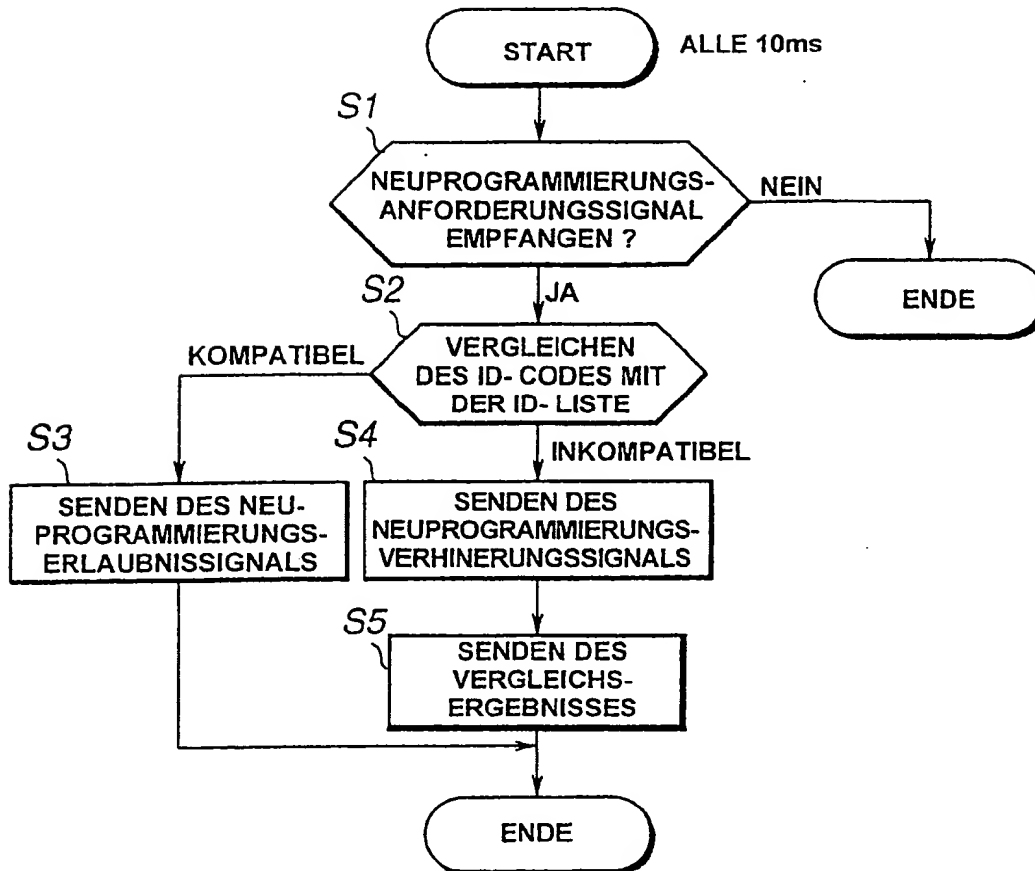 START
ALLE 10ms
S1
NEUPROGRAMMIERUNGS-
ANFORDERUNGSSIGNAL
EMPFANGEN ?
NEIN
ENDE
JA
S2
VERGLEICHEN
DES ID- CODES MIT
DER ID- LISTE
KOMPATIBEL
INKOMPATIBEL
S3
SENDEN DES NEU-
PROGRAMMIERUNGS-
ERLAUBNISSIGNALS
S4
SENDEN DES
NEUPROGRAMMIERUNGS-
VERHINERUNGSSIGNALS
S5
SENDEN DES
VERGLEICHS-
ERGEBNISSES
ENDE